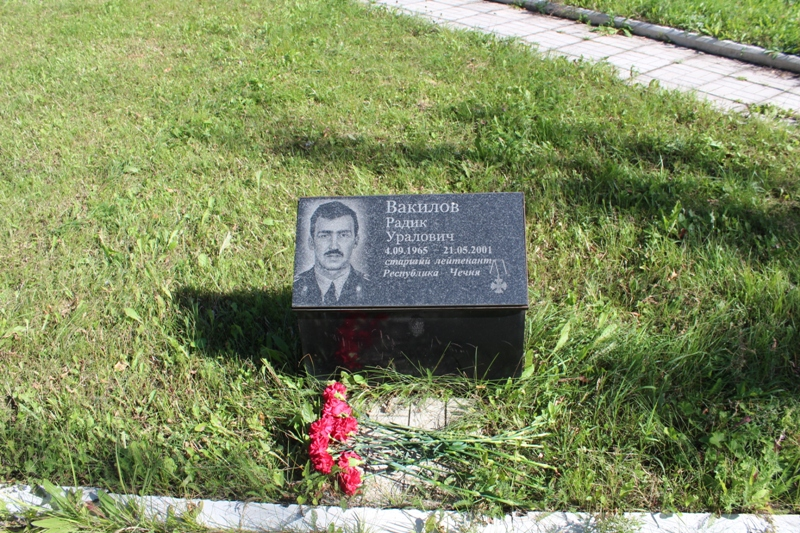 Вакилов
Радик
Уралович
4.09.1965 – 21.05.2001
старший лейтенант
Республика Чечня